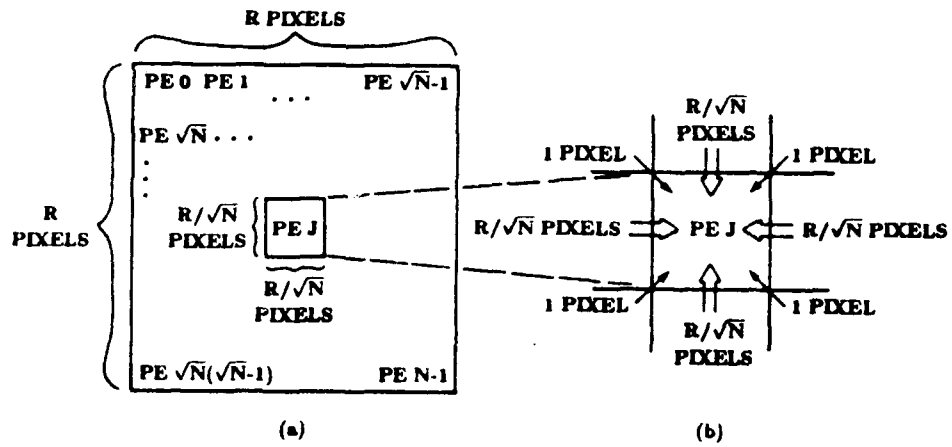 R PIXELS
PE 0 PE 1 . . . PE √N-1
PE √N . . .
R
PIXELS
R/√N
PIXELS
PE J
R/√N
PIXELS
PE √N(√N-1) PE N-1
(a)
R/√N
PIXELS
1 PIXEL 1 PIXEL
R/√N PIXELS PE J R/√N PIXELS
1 PIXEL 1 PIXEL
R/√N
PIXELS
(b)